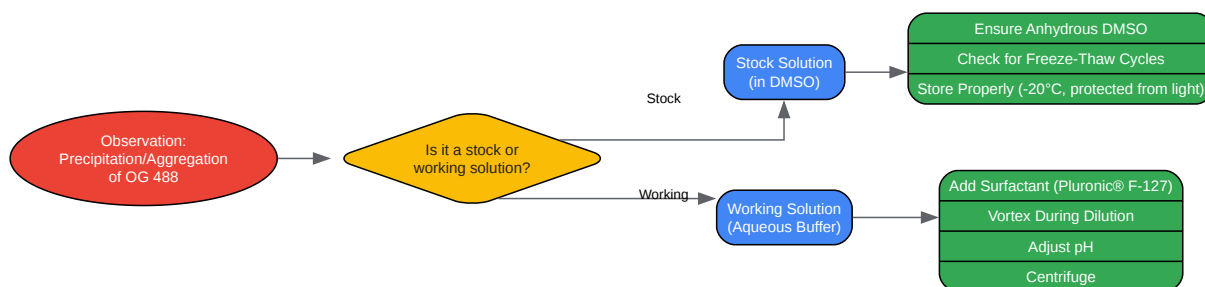 Observation:
Precipitation/Aggregation
of OG 488
Is it a stock or
working solution?
Stock
Stock Solution
(in DMSO)
Ensure Anhydrous DMSO
Check for Freeze-Thaw Cycles
Store Properly (-20°C, protected from light)
Working
Working Solution
(Aqueous Buffer)
Add Surfactant (Pluronic® F-127)
Vortex During Dilution
Adjust pH
Centrifuge